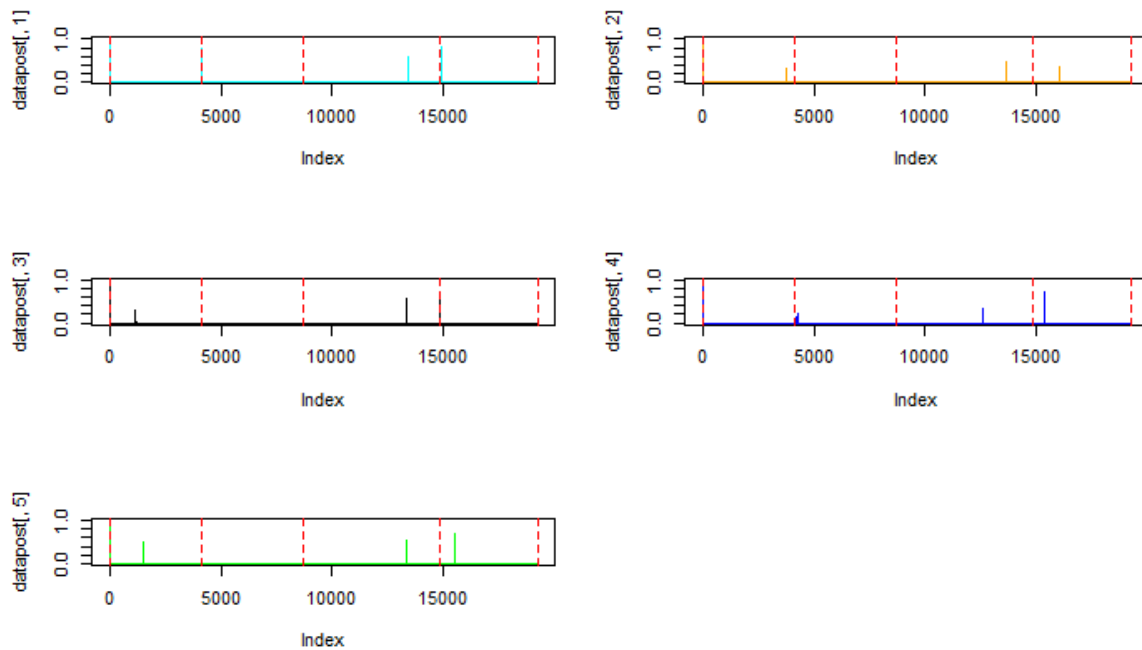 datapost[, 1]
0.0 1.0
0 5000 10000 15000
Index
datapost[, 2]
0.0 1.0
0 5000 10000 15000
Index
datapost[, 3]
0.0 1.0
0 5000 10000 15000
Index
datapost[, 4]
0.0 1.0
0 5000 10000 15000
Index
datapost[, 5]
0.0 1.0
0 5000 10000 15000
Index